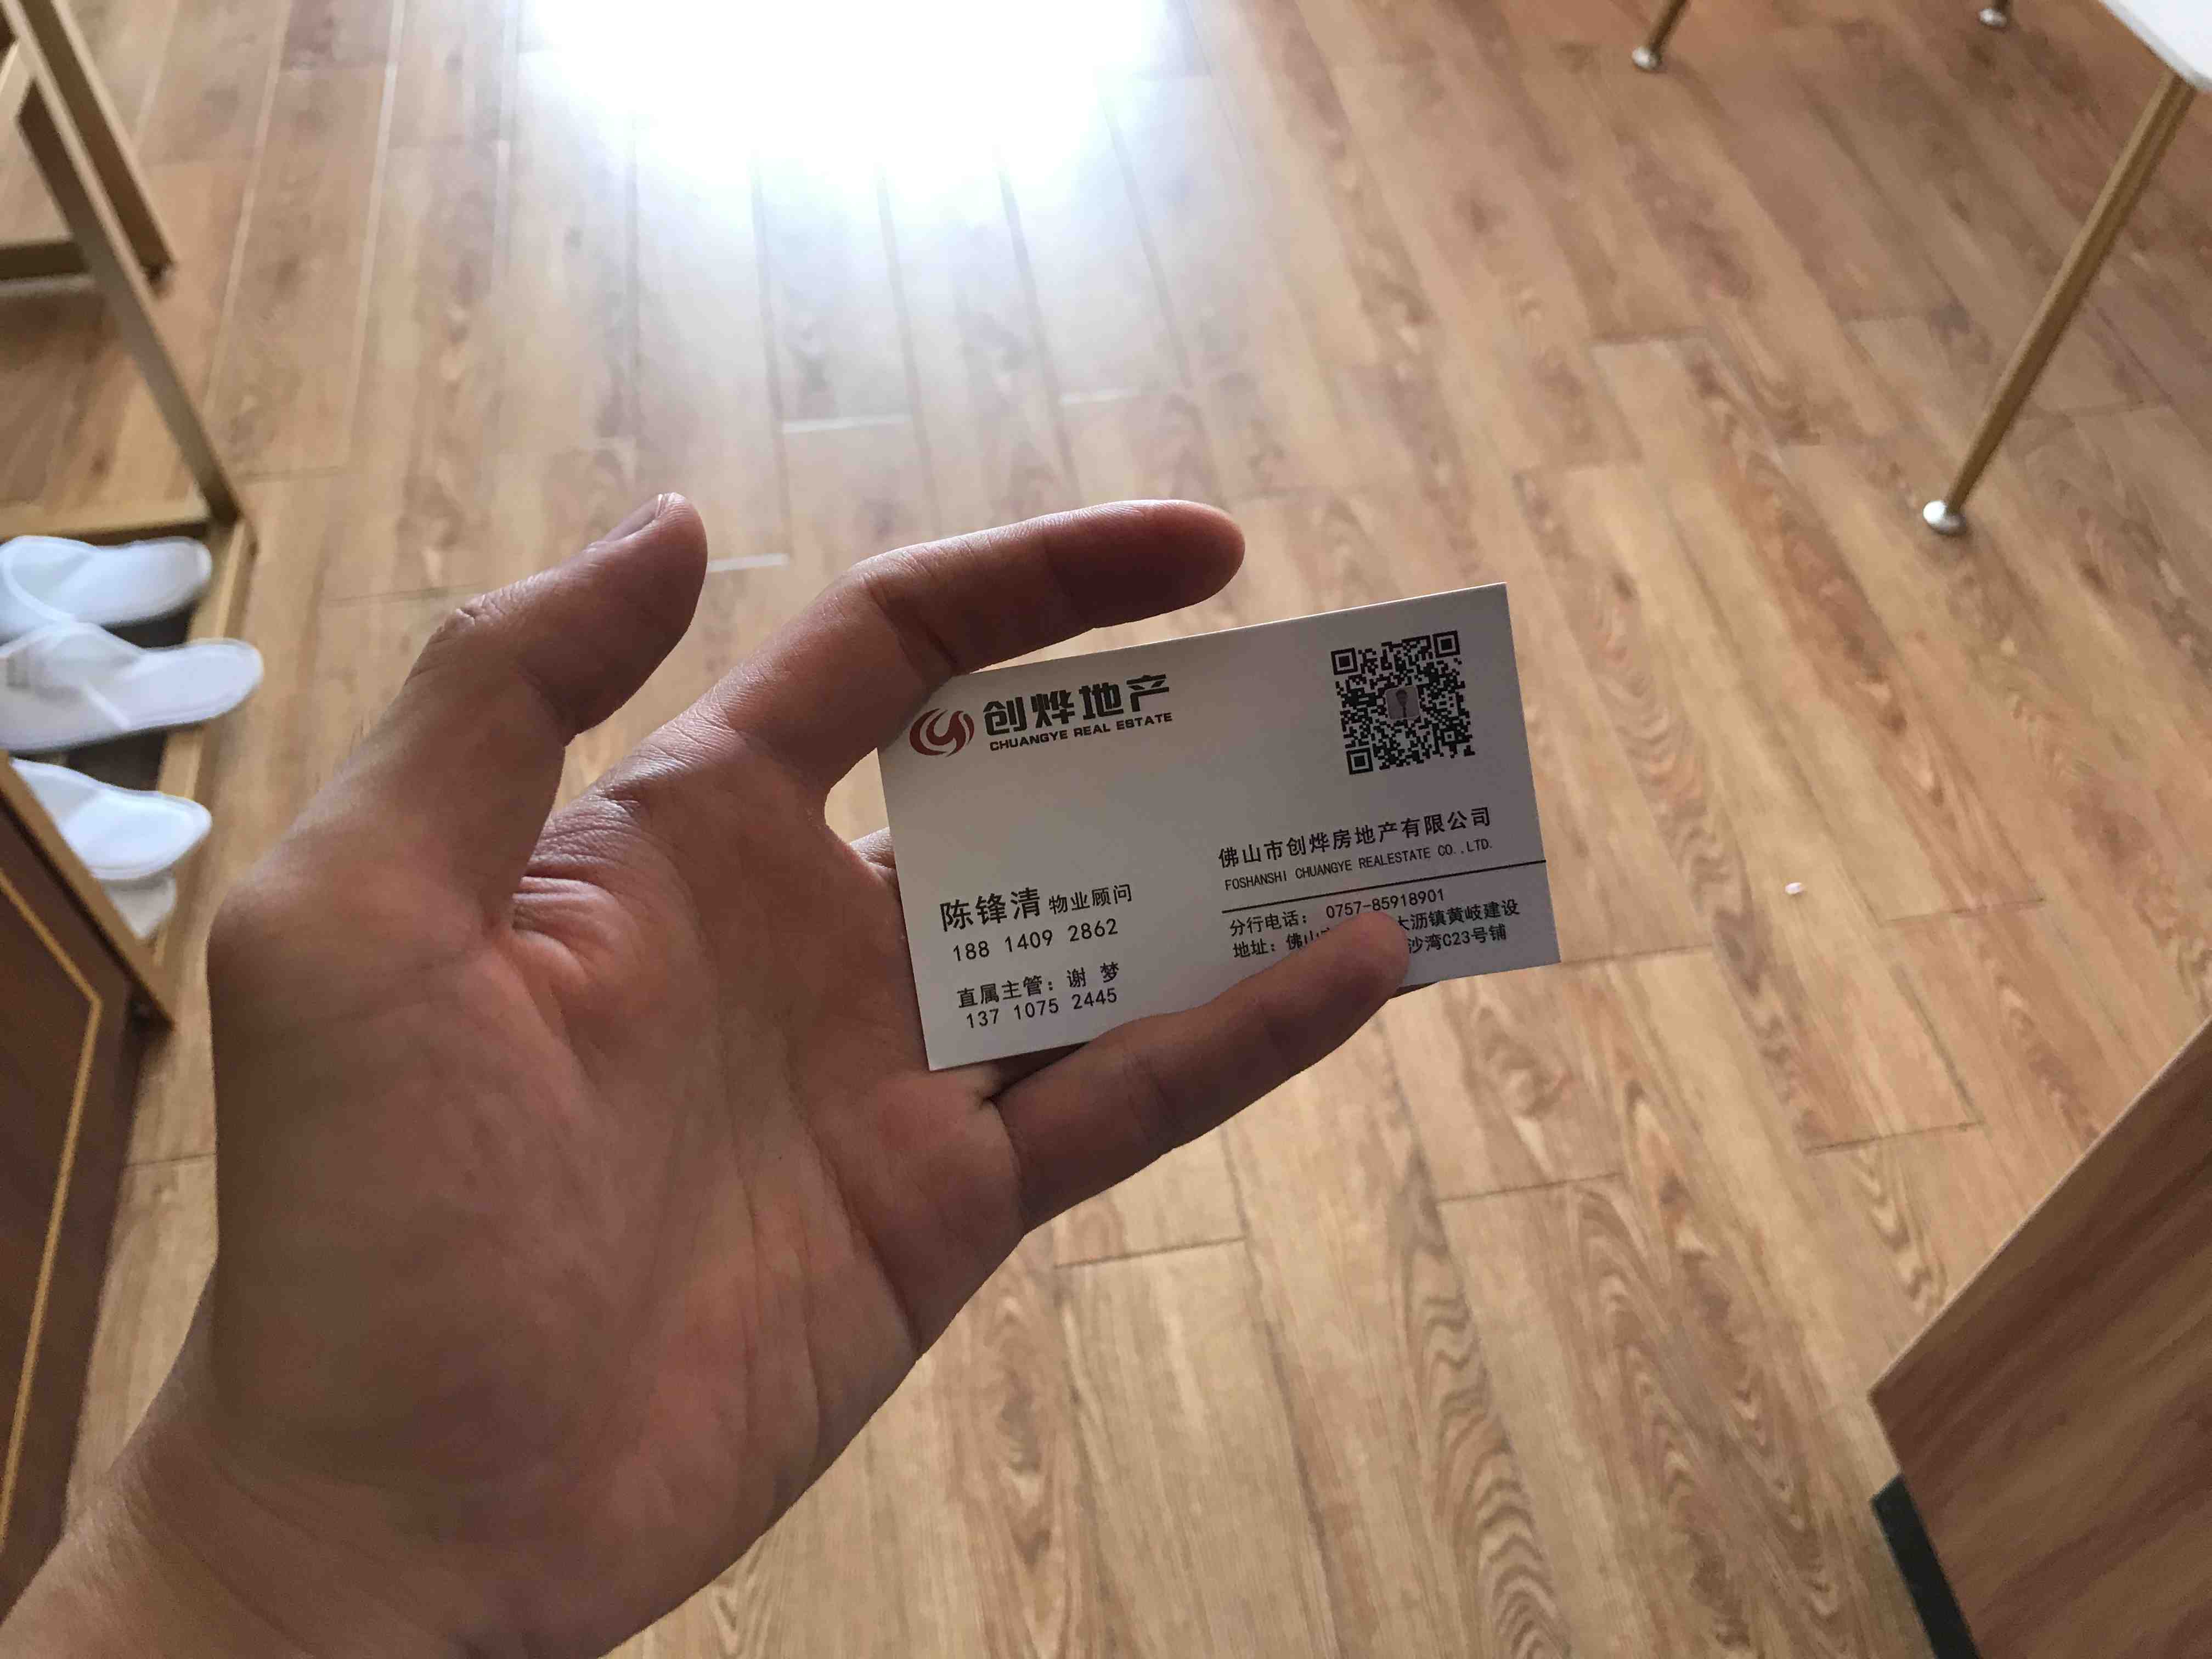 创烨地产
CHUANGYE REAL ESTATE
陈锋清 物业顾问
188 1409 2862
直属主管：谢 梦
137 1075 2445
佛山市创烨房地产有限公司
FOSHANSHI CHUANGYE REALESTATE CO.,LTD.
分行电话： 0757-85918901
地址：佛山 大沥镇黄岐建设
沙湾C23号铺